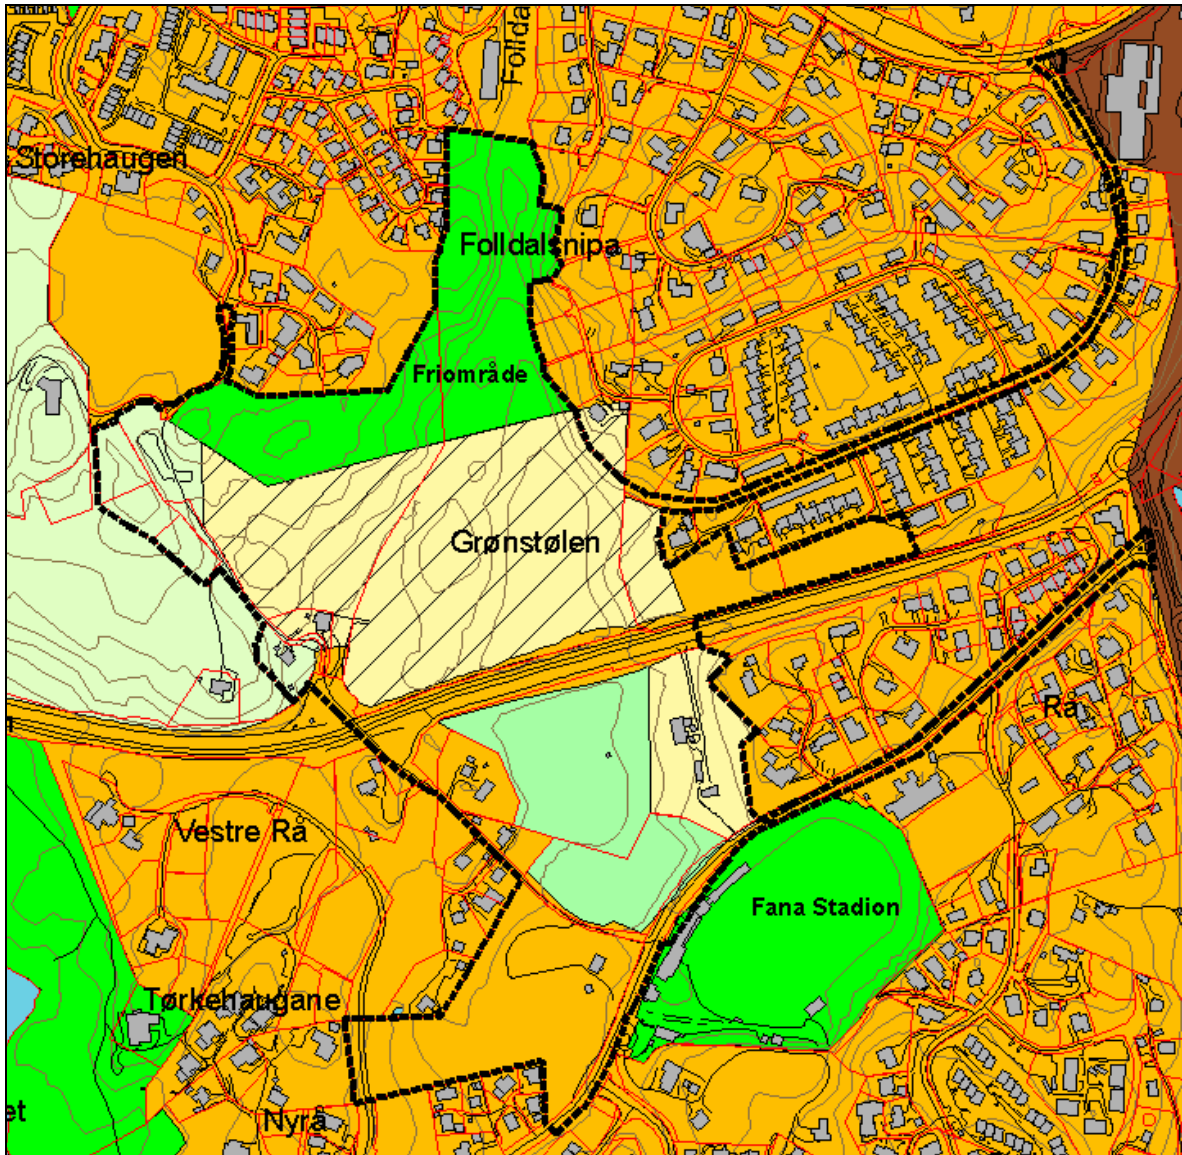 Folldal
Storehaugen
Folldalsnipa
Friområde
Grønstølen
Rå
Vestre Rå
Fana Stadion
Tørkehaugane
Nyrå
et